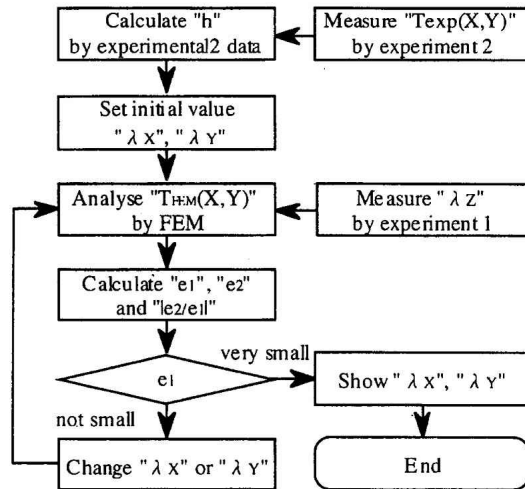 Calculate "h"
by experimental2 data
Measure "Texp(X,Y)"
by experiment 2
Set initial value
" λ X", " λ Y"
Analyse "TFEM(X,Y)"
by FEM
Measure " λ Z"
by experiment 1
Calculate "e1", "e2"
and "|e2/e1|"
e1
very small
Show " λ X", " λ Y"
not small
Change " λ X" or " λ Y"
End